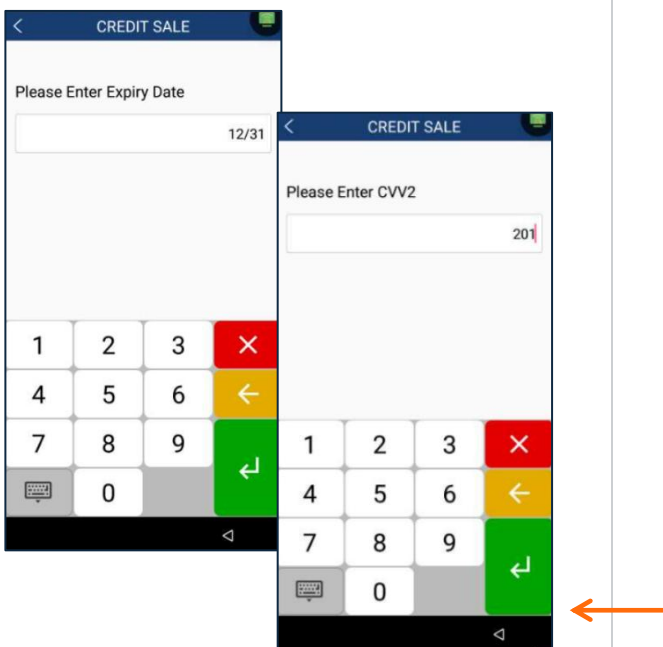 CREDIT SALE
Please Enter Expiry Date
12/31
1 2 3
4 5 6
7 8 9
0
CREDIT SALE
Please Enter CVV2
201
1 2 3
4 5 6
7 8 9
0